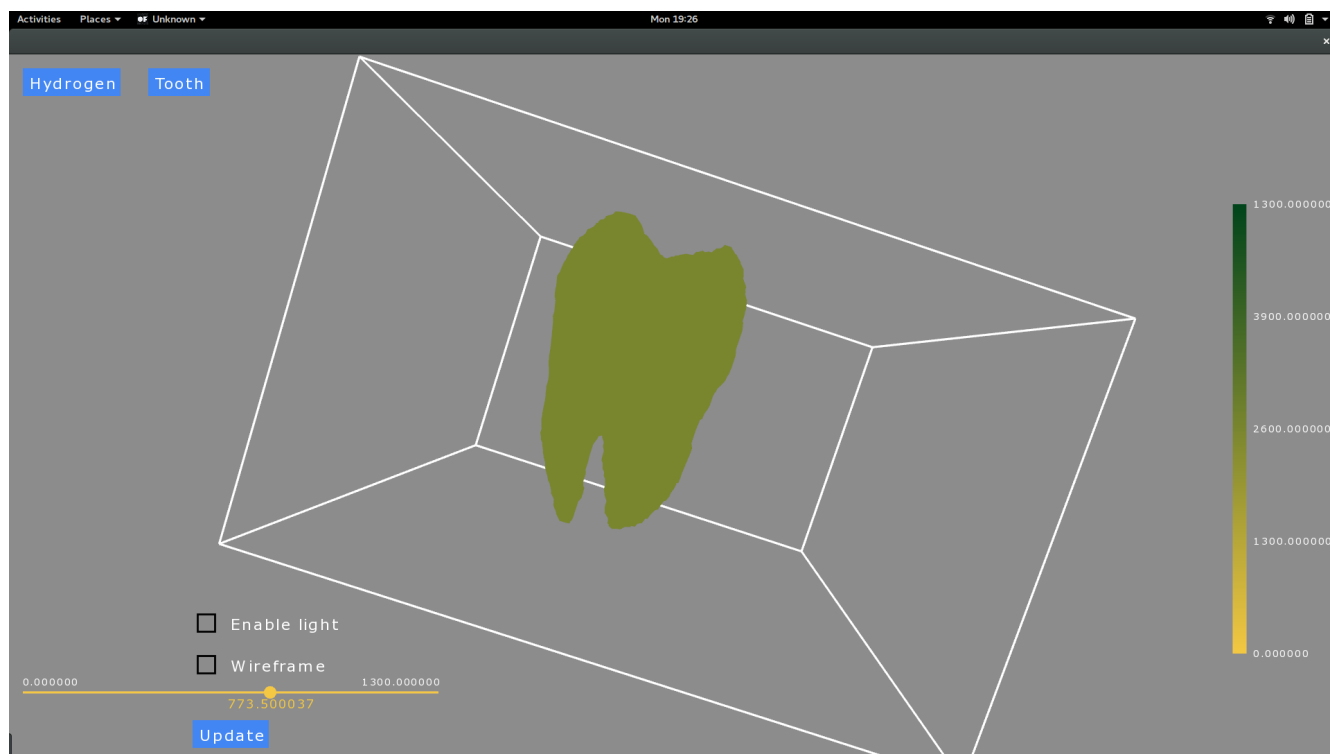 Activities Places Unknown Mon 19:26
×
Hydrogen Tooth
1300.000000
3900.000000
2600.000000
1300.000000
0.000000
Enable light
Wireframe
0.000000 1300.000000
773.500037
Update